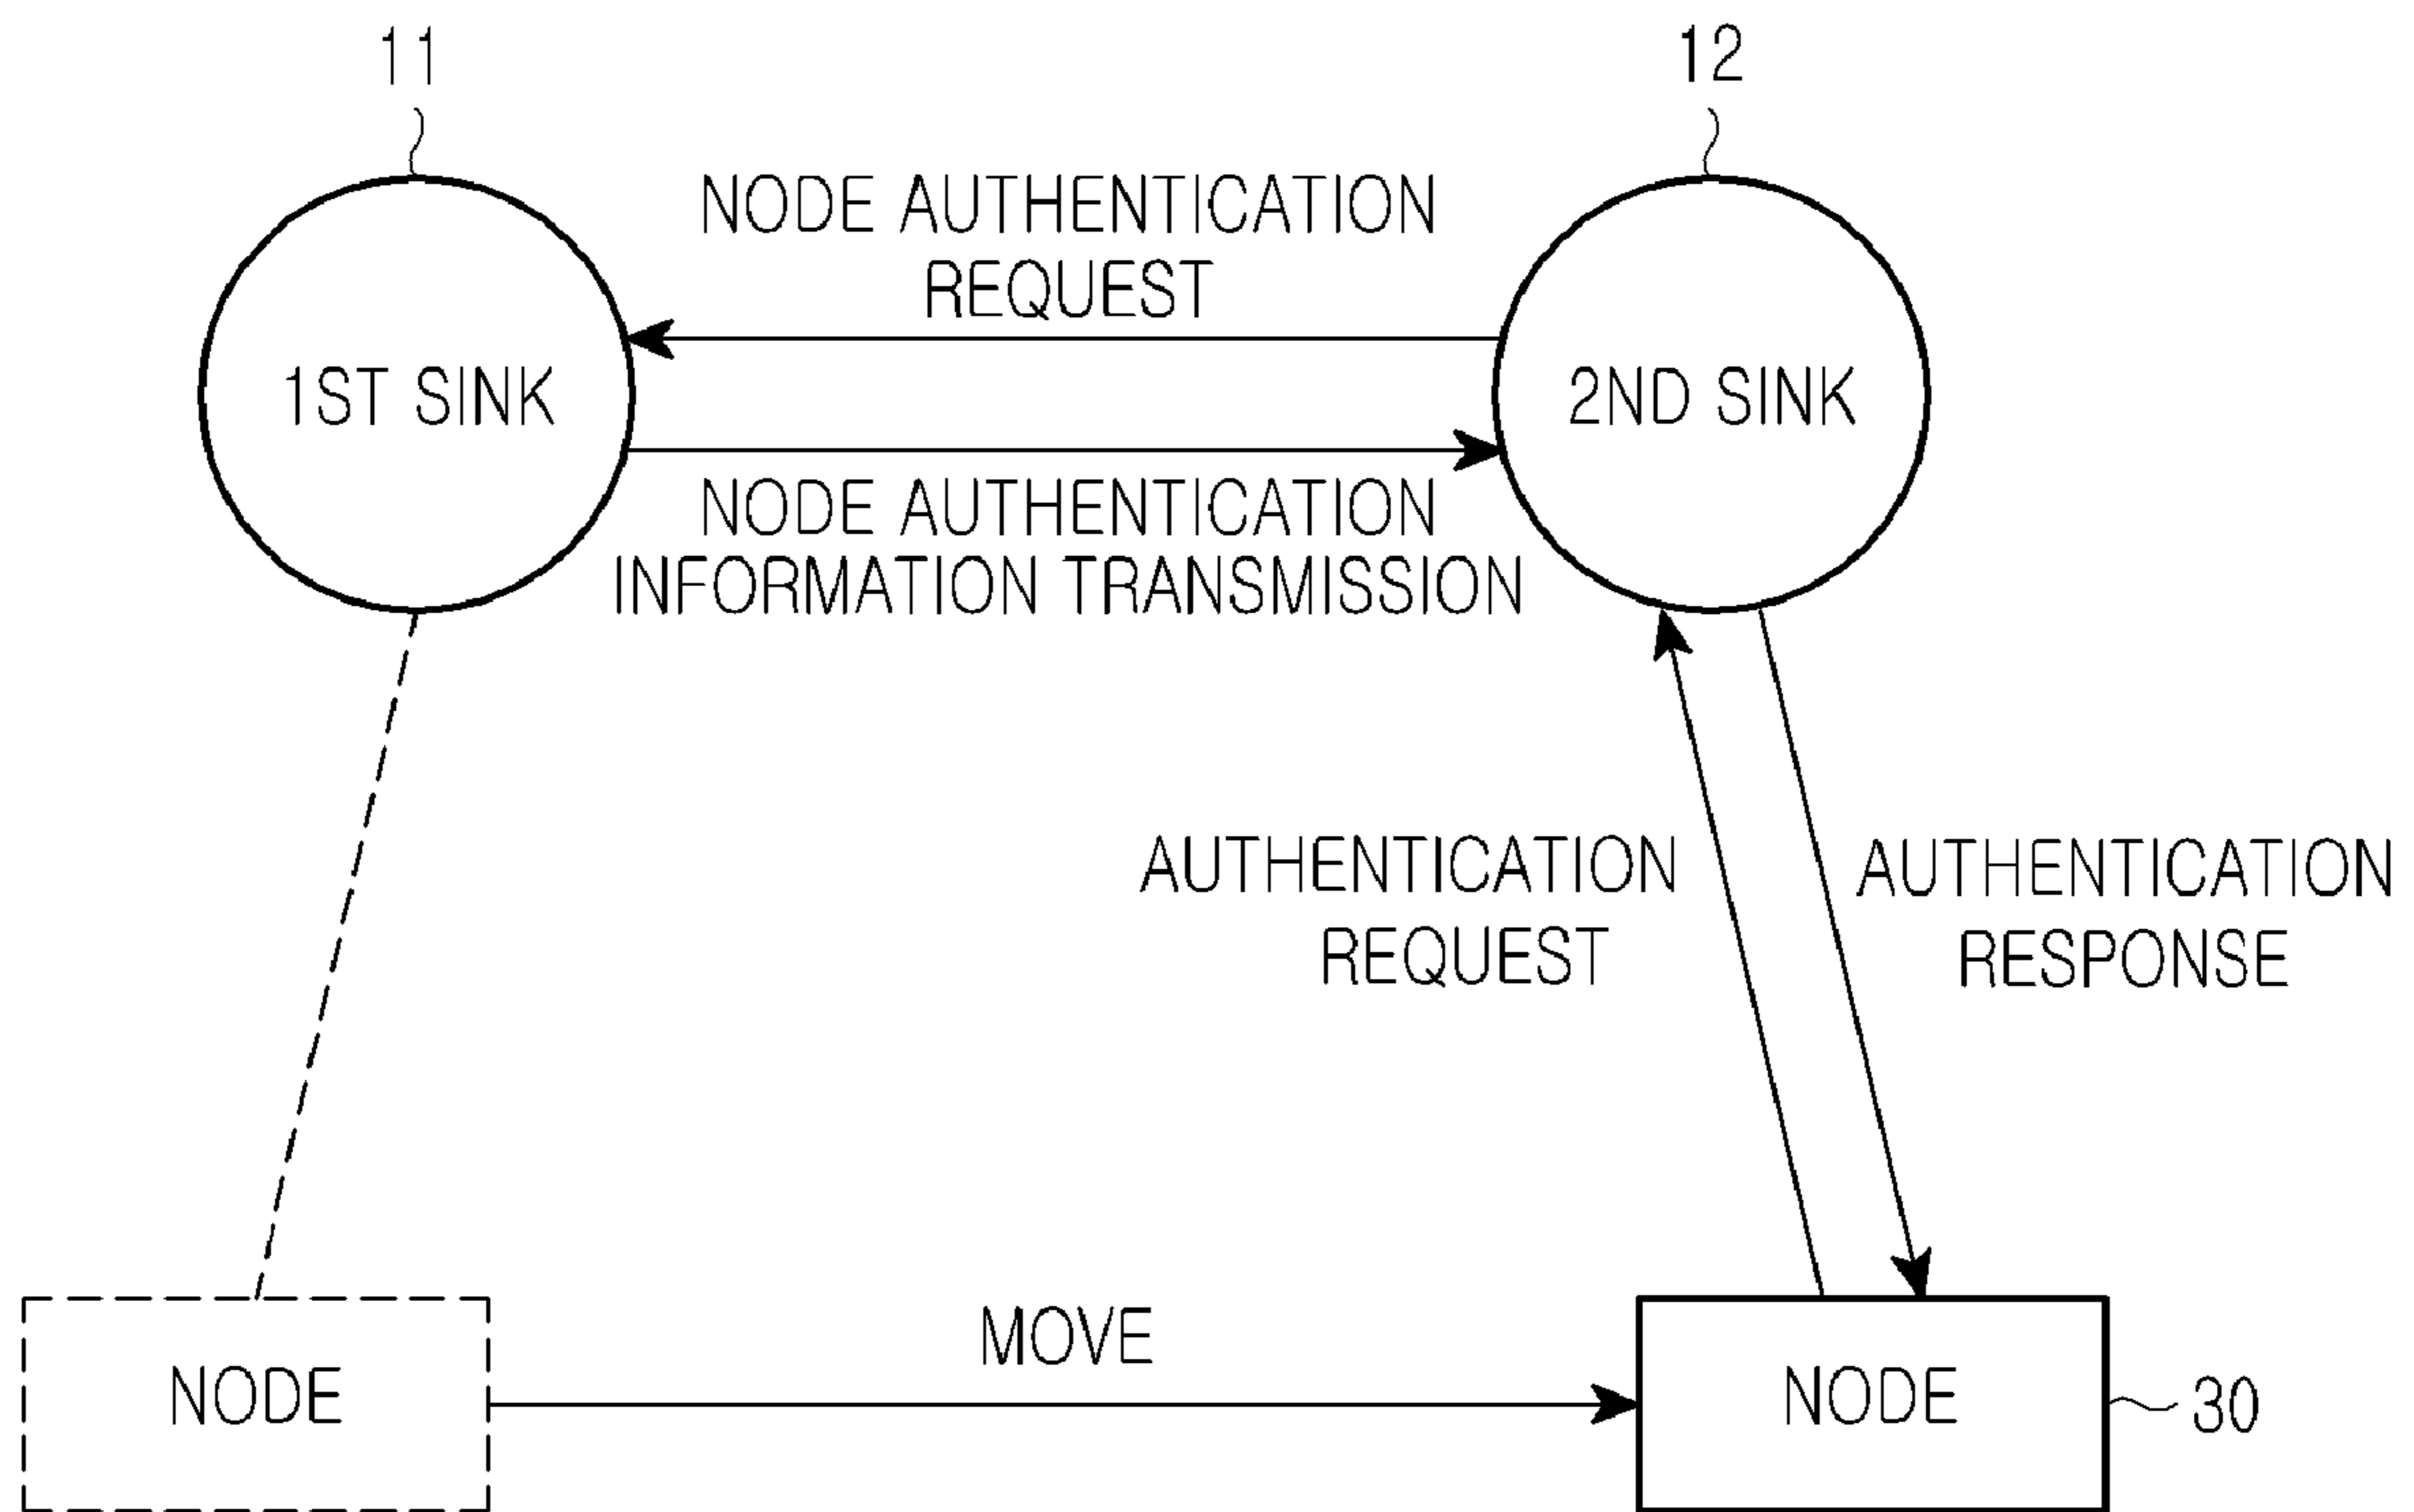 11
12
NODE AUTHENTICATION
REQUEST
1ST SINK
2ND SINK
NODE AUTHENTICATION
INFORMATION TRANSMISSION
AUTHENTICATION
REQUEST
AUTHENTICATION
RESPONSE
MOVE
NODE
NODE
30